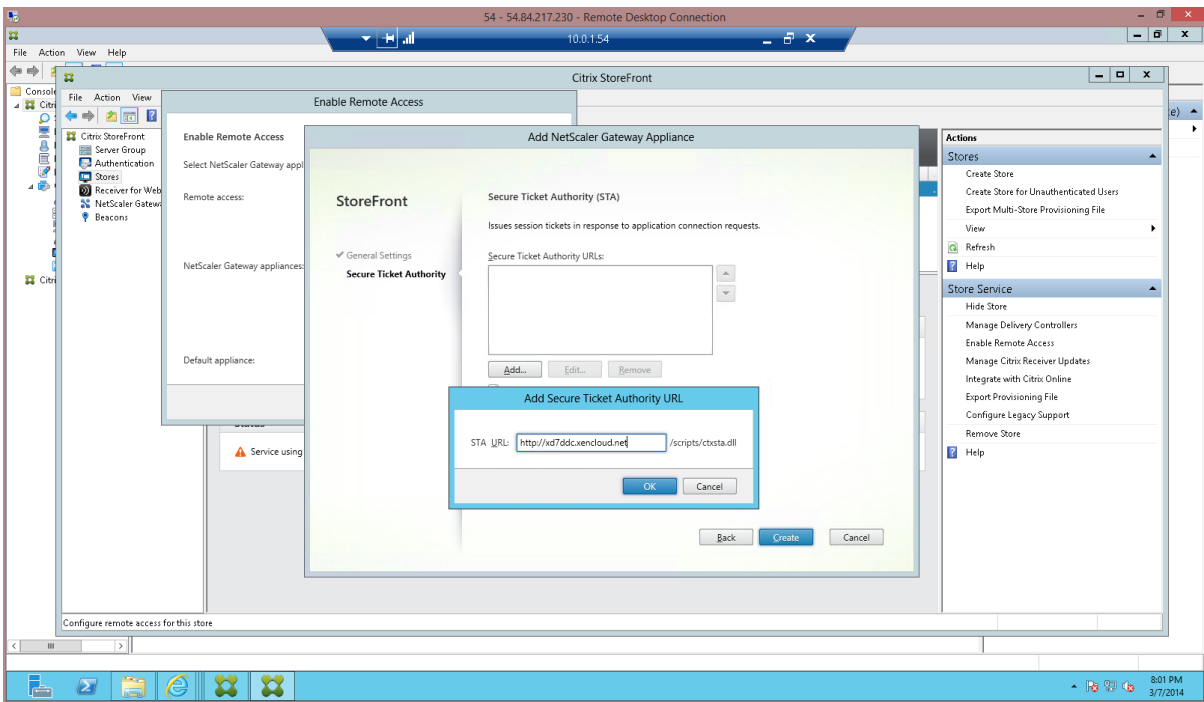 54 - 54.84.217.230 - Remote Desktop Connection
10.0.1.54
File Action View Help
Citrix StoreFront
Console
Citri
File Action View
Enable Remote Access
Add NetScaler Gateway Appliance
Citrix StoreFront
Server Group
Authentication
Stores
Receiver for Web
NetScaler Gatewa
Beacons
Citri
Enable Remote Access
Select NetScaler Gateway appl
Remote access:
NetScaler Gateway appliances:
Default appliance:
Status
Service using
StoreFront
General Settings
Secure Ticket Authority
Secure Ticket Authority (STA)
Issues session tickets in response to application connection requests.
Secure Ticket Authority URLs:
Add... Edit... Remove
Add Secure Ticket Authority URL
STA URL: http://xd7ddc.xencloud.net /scripts/ctxsta.dll
OK Cancel
Back Create Cancel
Actions
Stores
Create Store
Create Store for Unauthenticated Users
Export Multi-Store Provisioning File
View
Refresh
Help
Store Service
Hide Store
Manage Delivery Controllers
Enable Remote Access
Manage Citrix Receiver Updates
Integrate with Citrix Online
Export Provisioning File
Configure Legacy Support
Remove Store
Help
e)
Configure remote access for this store
8:01 PM
3/7/2014